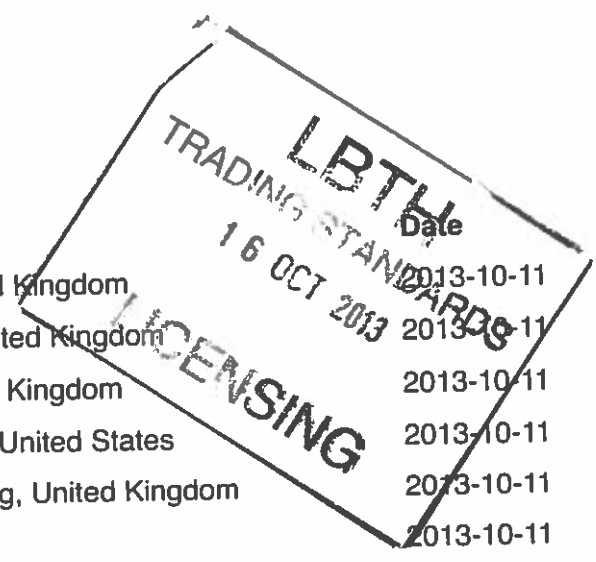 LBTH
TRADING STANDARDS
16 OCT 2013
LICENSING
Date
d Kingdom 2013-10-11
ted Kingdom 2013-10-11
Kingdom 2013-10-11
United States 2013-10-11
g, United Kingdom 2013-10-11
2013-10-11